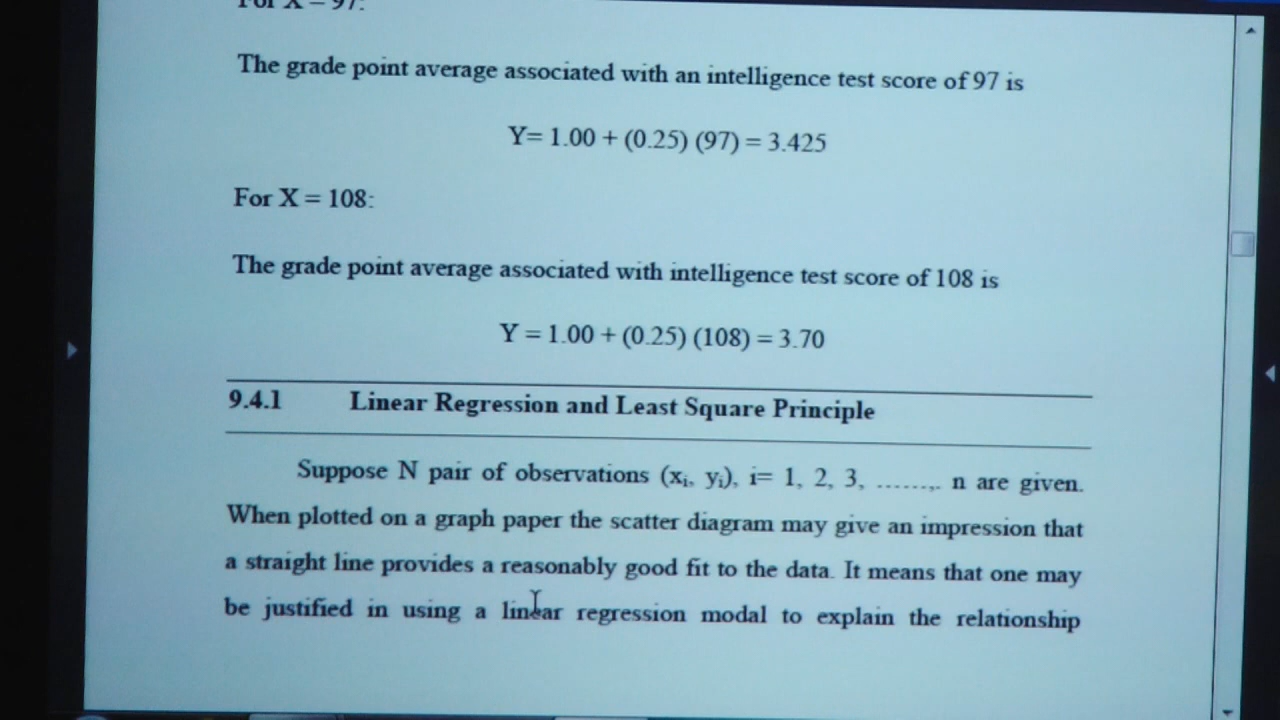 For X = 97:
The grade point average associated with an intelligence test score of 97 is
Y= 1.00 + (0.25) (97) = 3.425
For X = 108:
The grade point average associated with intelligence test score of 108 is
Y = 1.00 + (0.25) (108) = 3.70
9.4.1 Linear Regression and Least Square Principle
Suppose N pair of observations (xᵢ, yᵢ), i= 1, 2, 3, ......,. n are given.
When plotted on a graph paper the scatter diagram may give an impression that
a straight line provides a reasonably good fit to the data. It means that one may
be justified in using a linear regression modal to explain the relationship